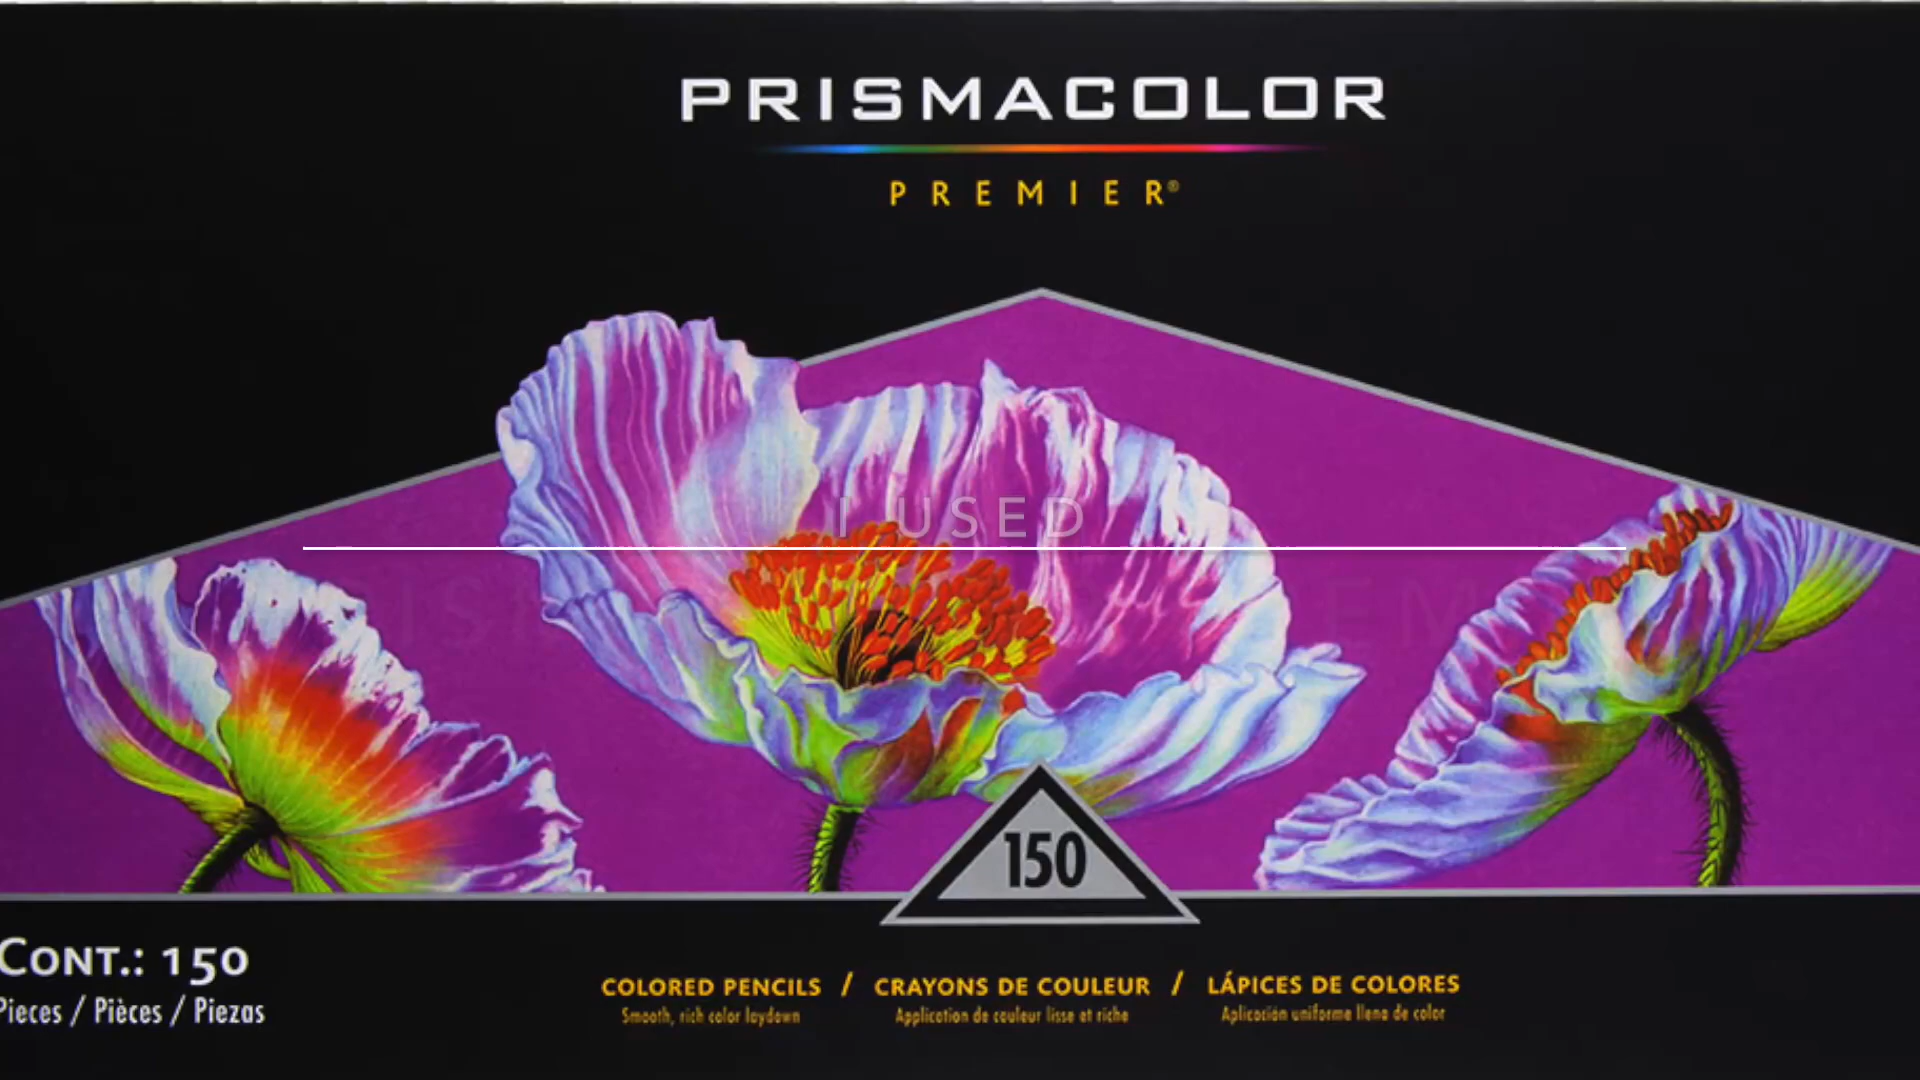 PRISMACOLOR
PREMIER®
I USED
150
CONT.: 150
Pieces / Pièces / Piezas
COLORED PENCILS / CRAYONS DE COULEUR / LÁPICES DE COLORES
Smooth, rich color laydown Application de couleur lisse et riche Aplicación uniforme llena de color